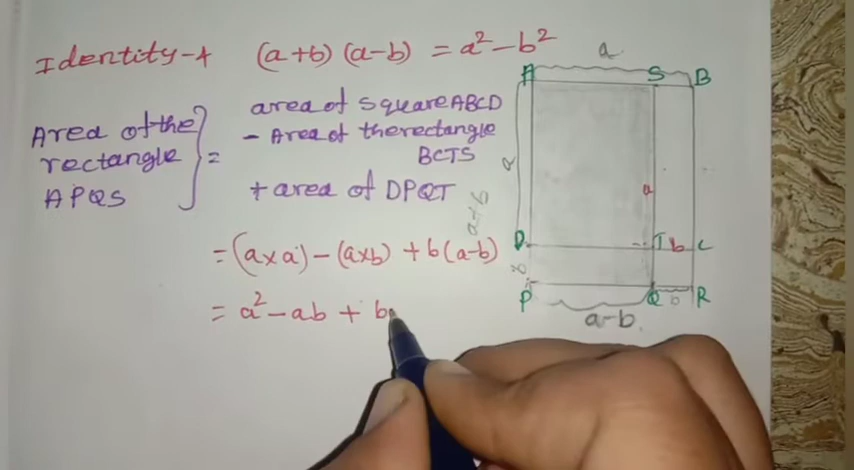 Identity-4 (a+b) (a-b) = a² - b²
Area of the rectangle APQS } =
area of square ABCD
- Area of the rectangle
BCTS
+ area of DPQT
= (a×a) - (a×b) + b(a-b)
= a² - ab + b
a
A S B
a
a
a+b
D T b C
b
P Q b R
a-b